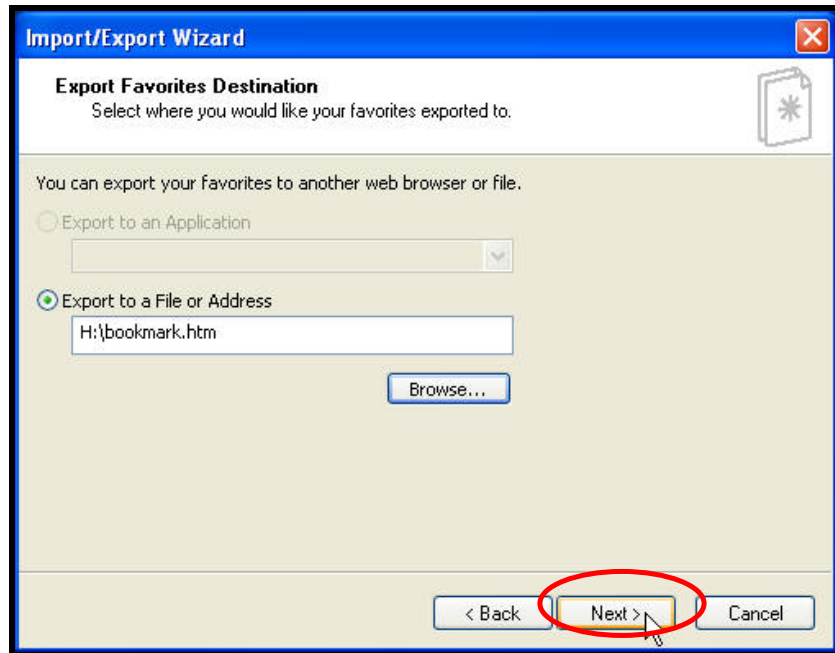 Import/Export Wizard
Export Favorites Destination
Select where you would like your favorites exported to.
You can export your favorites to another web browser or file.
Export to an Application
Export to a File or Address
H:\bookmark.htm
Browse...
< Back
Next >
Cancel